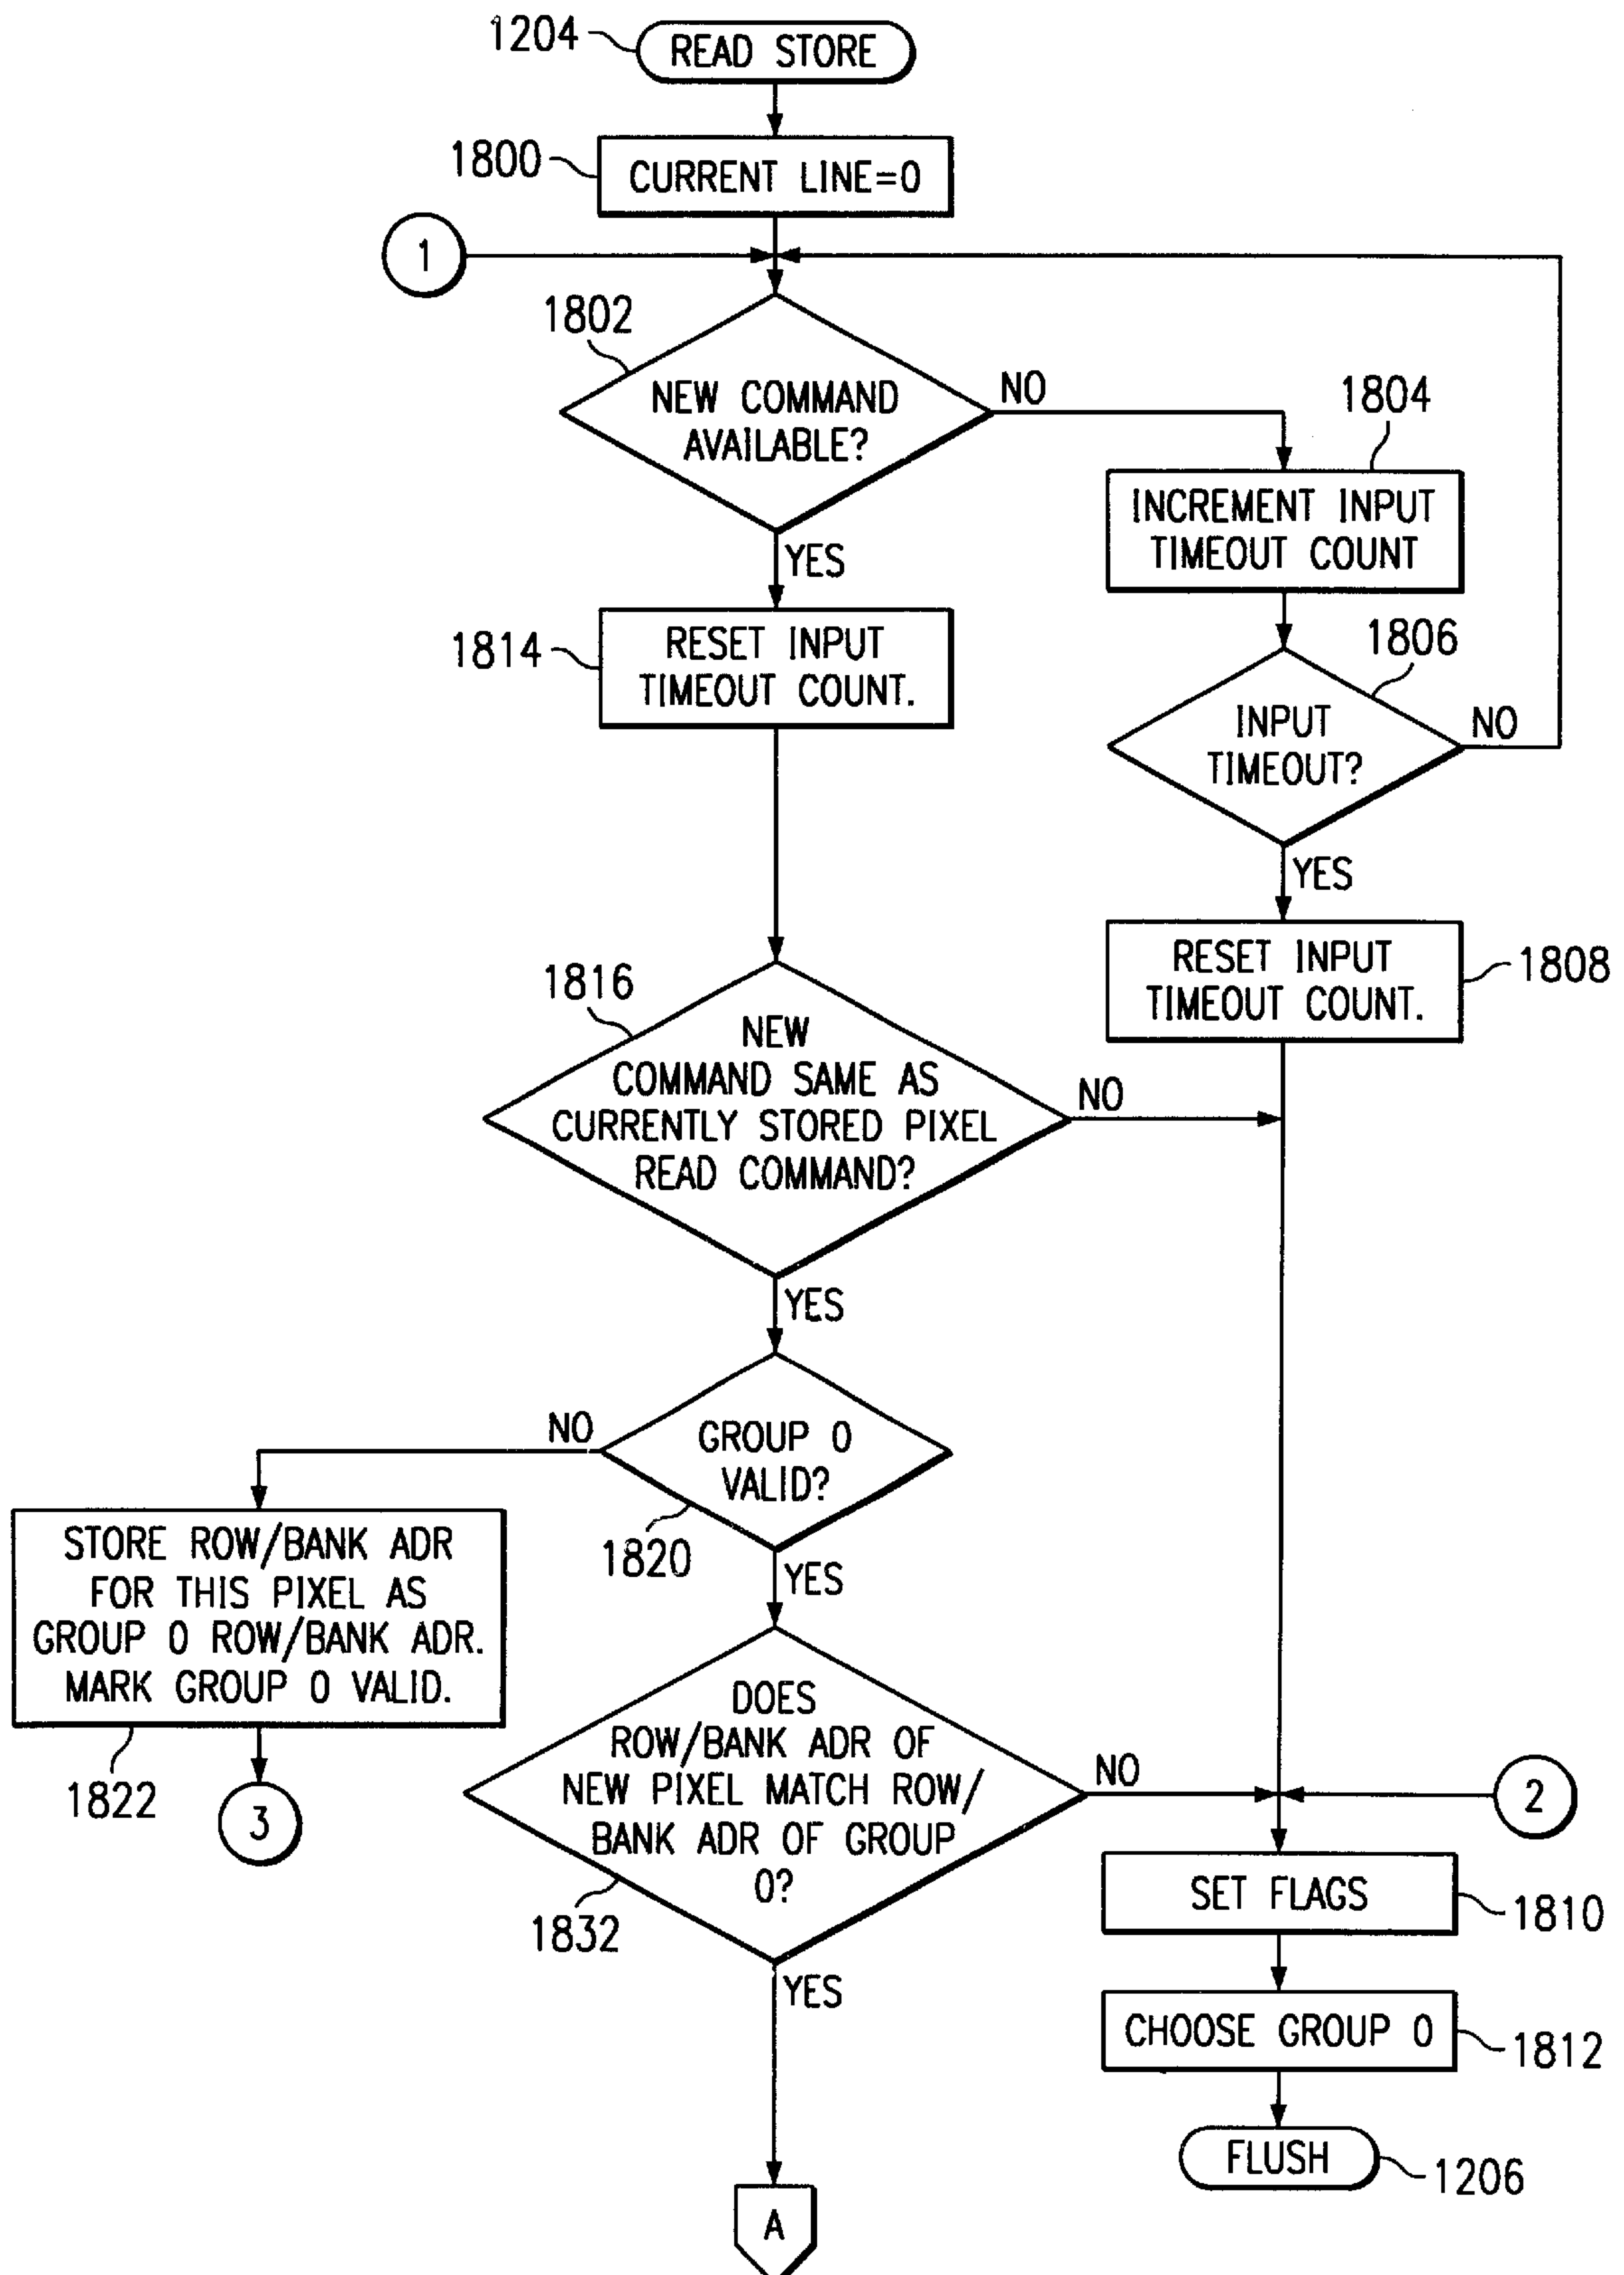 1204
READ STORE
1800
CURRENT LINE=0
1
1802
NEW COMMAND
AVAILABLE?
NO
1804
INCREMENT INPUT
TIMEOUT COUNT
YES
1814
RESET INPUT
TIMEOUT COUNT.
1806
INPUT
TIMEOUT?
NO
YES
RESET INPUT
TIMEOUT COUNT.
1808
1816
NEW
COMMAND SAME AS
CURRENTLY STORED PIXEL
READ COMMAND?
NO
YES
GROUP 0
VALID?
NO
1820
YES
STORE ROW/BANK ADR
FOR THIS PIXEL AS
GROUP 0 ROW/BANK ADR.
MARK GROUP 0 VALID.
1822
3
DOES
ROW/BANK ADR OF
NEW PIXEL MATCH ROW/
BANK ADR OF GROUP
0?
NO
2
1832
YES
SET FLAGS
1810
CHOOSE GROUP 0
1812
FLUSH
1206
A